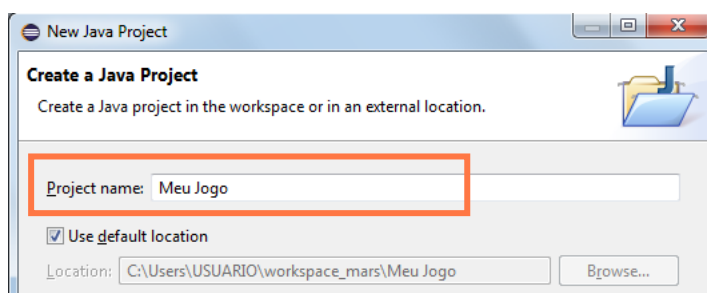 New Java Project
Create a Java Project
Create a Java project in the workspace or in an external location.
Project name: Meu Jogo
Use default location
Location: C:\Users\USUARIO\workspace_mars\Meu Jogo Browse...